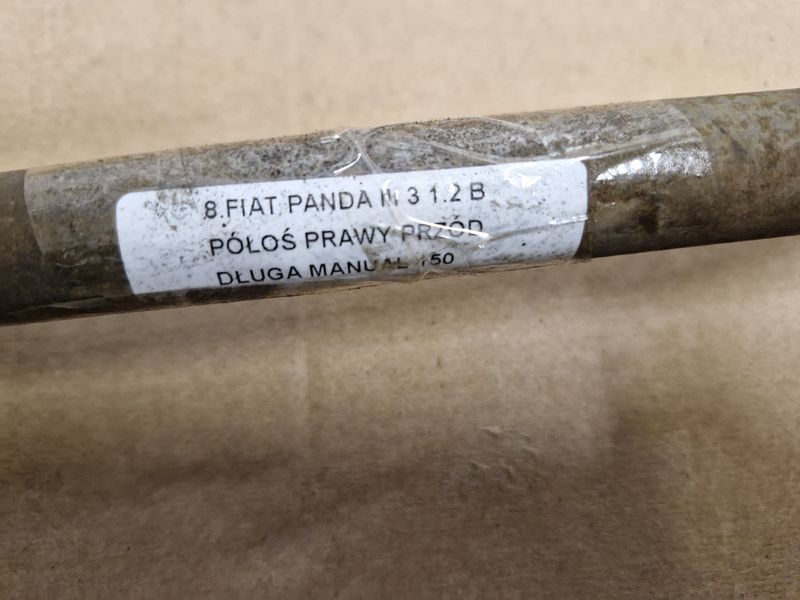 8.FIAT PANDA III 3 1.2 B
PÓŁOŚ PRAWY PRZÓD
DŁUGA MANUAL 150